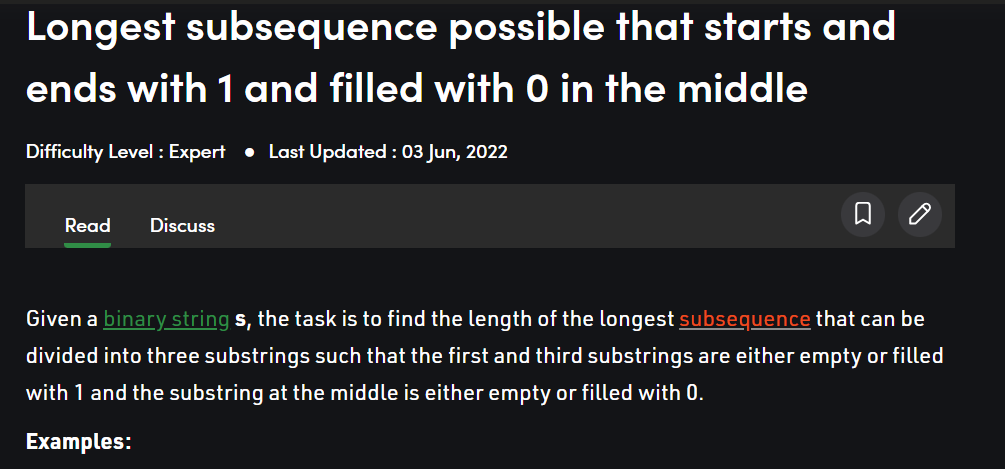 Longest subsequence possible that starts and
ends with 1 and filled with 0 in the middle
Difficulty Level : Expert ● Last Updated : 03 Jun, 2022
Read Discuss
Given a binary string s, the task is to find the length of the longest subsequence that can be
divided into three substrings such that the first and third substrings are either empty or filled
with 1 and the substring at the middle is either empty or filled with 0.
Examples: